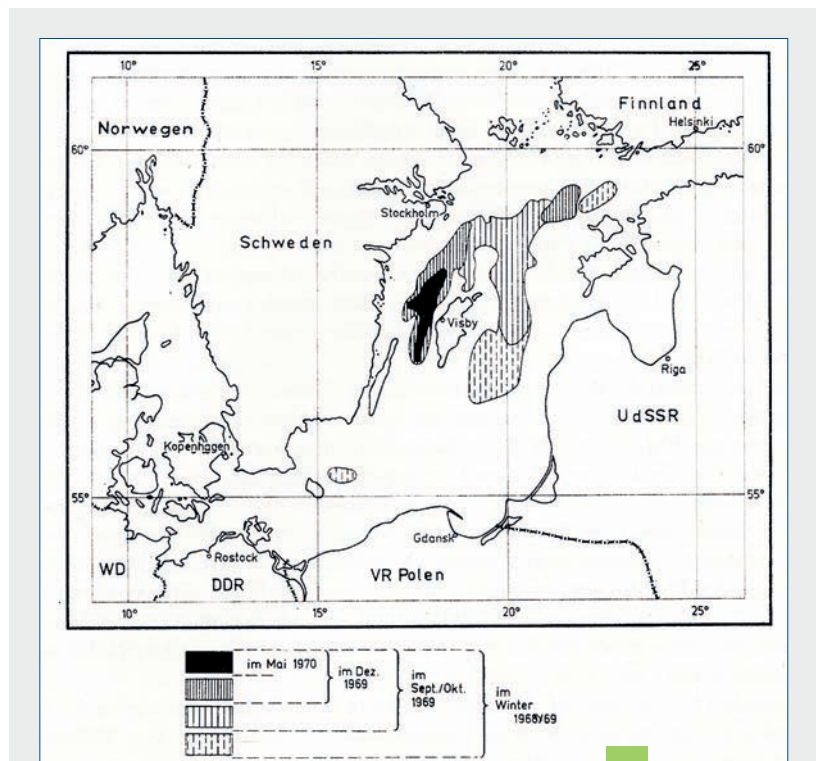 10° 15° 20° 25°
Norwegen
Finnland
Helsinki
60° 60°
Stockholm
Schweden
Visby
Riga
UdSSR
Kopenhagen
55° 55°
Gdansk
Rostock
WD
DDR
VR Polen
10° 15° 20° 25°
im Mai 1970
im Dez.
1969
im
Sept./Okt.
1969
im
Winter
1968/69